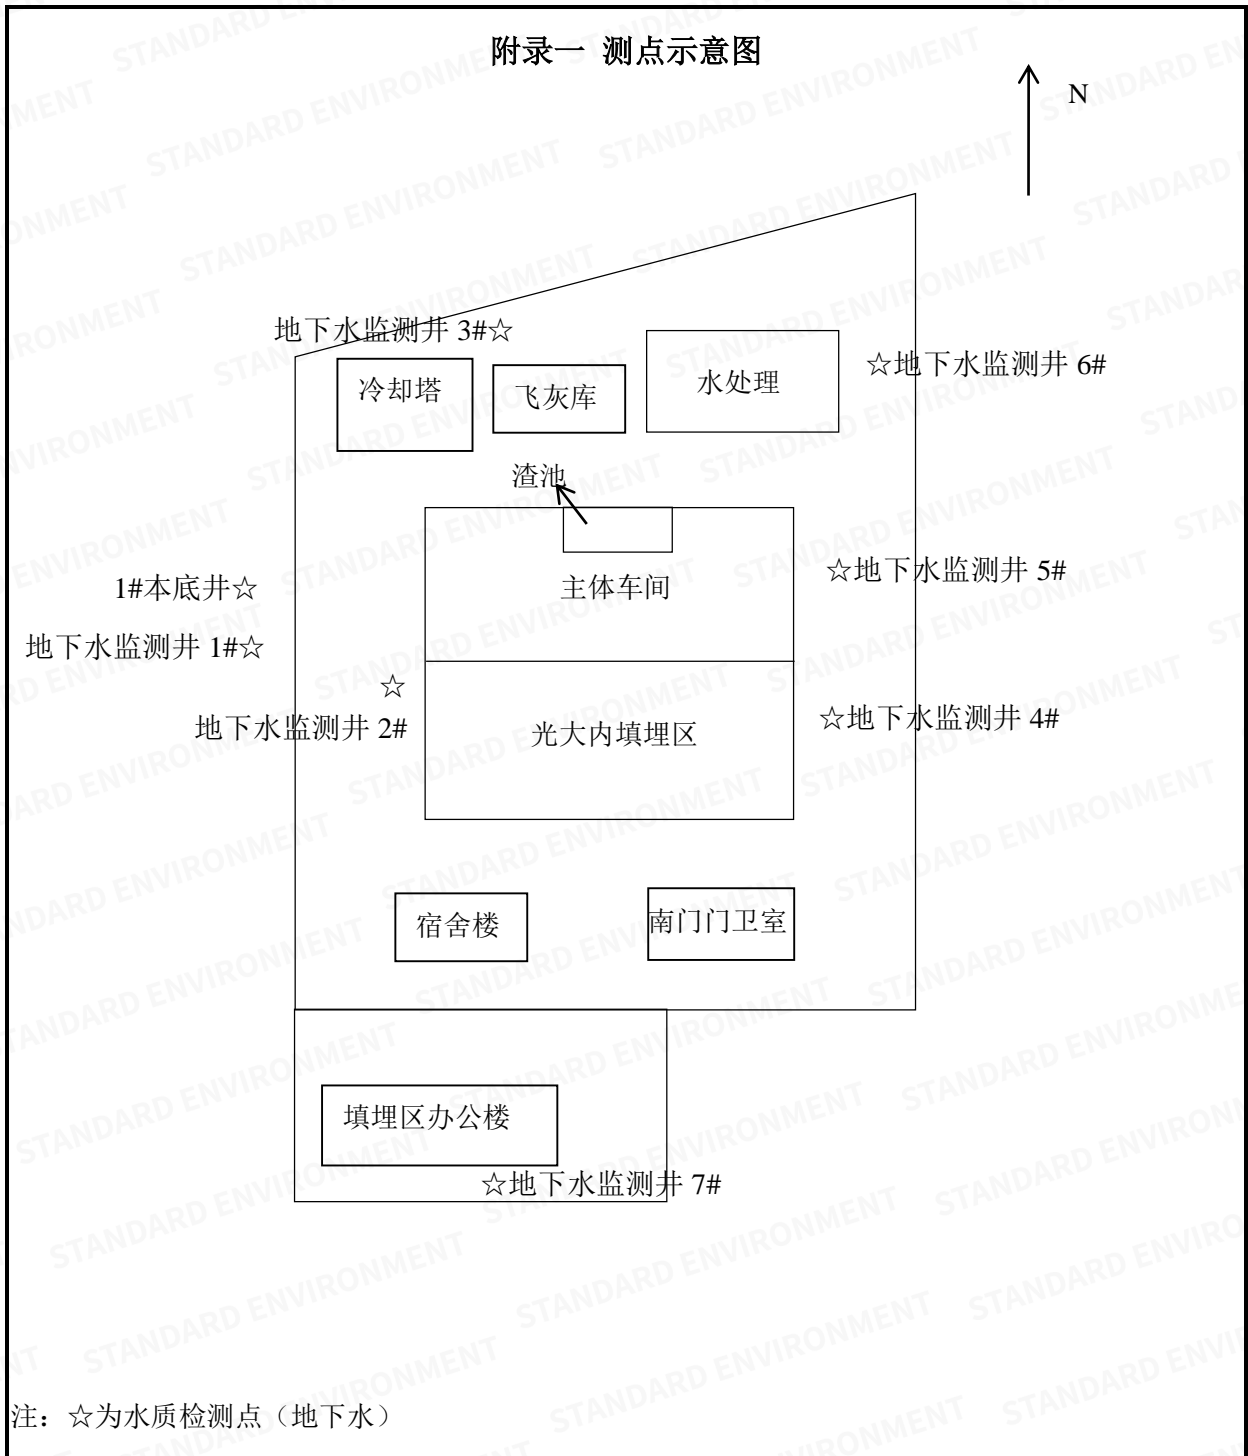 附录一 测点示意图
N
地下水监测井 3#☆
☆地下水监测井 6#
冷却塔
飞灰库
水处理
渣池
1#本底井☆
主体车间
☆地下水监测井 5#
地下水监测井 1#☆
☆
地下水监测井 2#
光大内填埋区
☆地下水监测井 4#
宿舍楼
南门门卫室
填埋区办公楼
☆地下水监测井 7#
注：☆为水质检测点（地下水）
STANDARD ENVIRONMENT